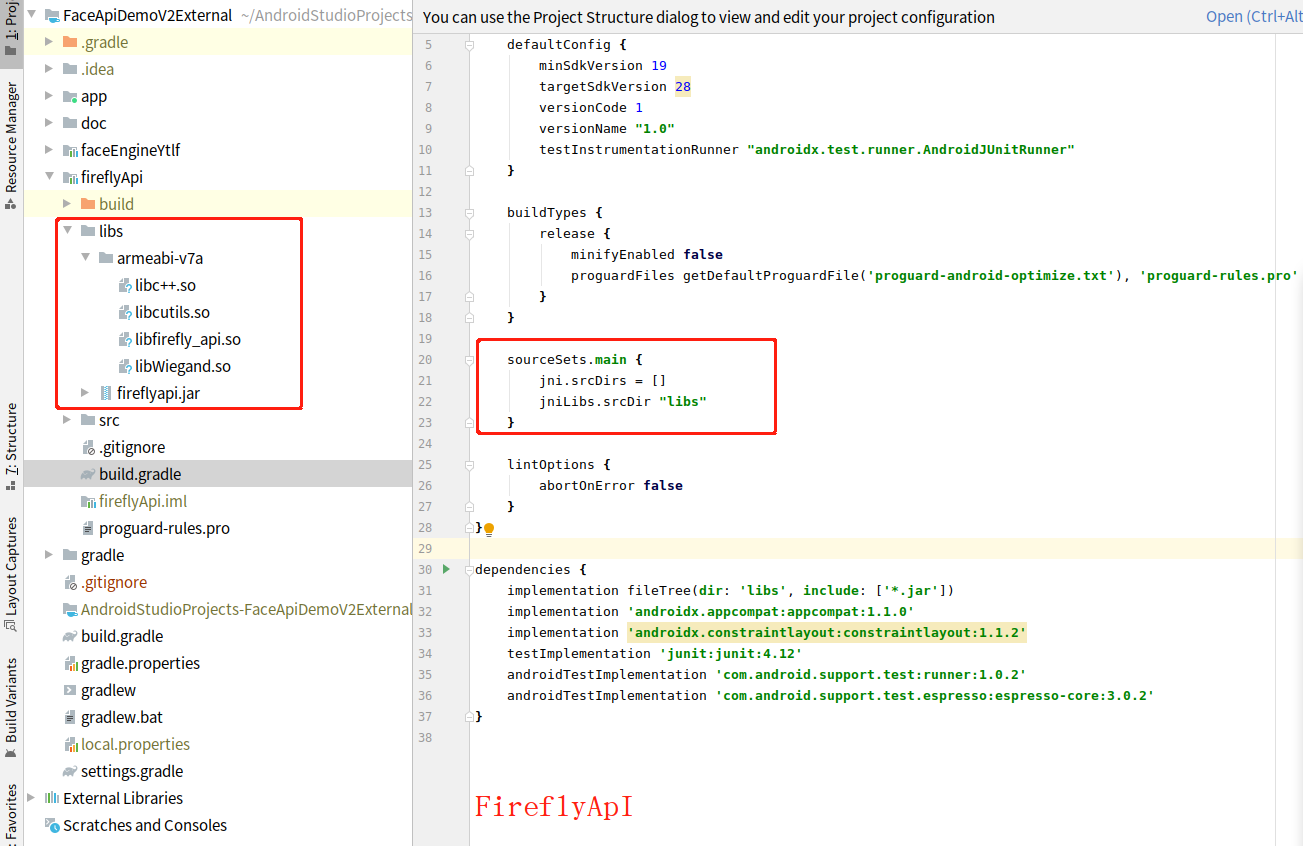 1: Proj
Resource Manager
7: Structure
Layout Captures
Build Variants
: Favorites
FaceApiDemoV2External ~/AndroidStudioProjects
.gradle
.idea
app
doc
faceEngineYtlf
fireflyApi
build
libs
armeabi-v7a
libc++.so
libcutils.so
libfirefly_api.so
libWiegand.so
fireflyapi.jar
src
.gitignore
build.gradle
fireflyApi.iml
proguard-rules.pro
gradle
.gitignore
AndroidStudioProjects-FaceApiDemoV2External
build.gradle
gradle.properties
gradlew
gradlew.bat
local.properties
settings.gradle
External Libraries
Scratches and Consoles
You can use the Project Structure dialog to view and edit your project configuration Open (Ctrl+Alt
5 defaultConfig {
6 minSdkVersion 19
7 targetSdkVersion 28
8 versionCode 1
9 versionName "1.0"
10 testInstrumentationRunner "androidx.test.runner.AndroidJUnitRunner"
11 }
12
13 buildTypes {
14 release {
15 minifyEnabled false
16 proguardFiles getDefaultProguardFile('proguard-android-optimize.txt'), 'proguard-rules.pro'
17 }
18 }
19
20 sourceSets.main {
21 jni.srcDirs = []
22 jniLibs.srcDir "libs"
23 }
24
25 lintOptions {
26 abortOnError false
27 }
28 }
29
30 dependencies {
31 implementation fileTree(dir: 'libs', include: ['*.jar'])
32 implementation 'androidx.appcompat:appcompat:1.1.0'
33 implementation 'androidx.constraintlayout:constraintlayout:1.1.2'
34 testImplementation 'junit:junit:4.12'
35 androidTestImplementation 'com.android.support.test:runner:1.0.2'
36 androidTestImplementation 'com.android.support.test.espresso:espresso-core:3.0.2'
37 }
38
FireflyApI